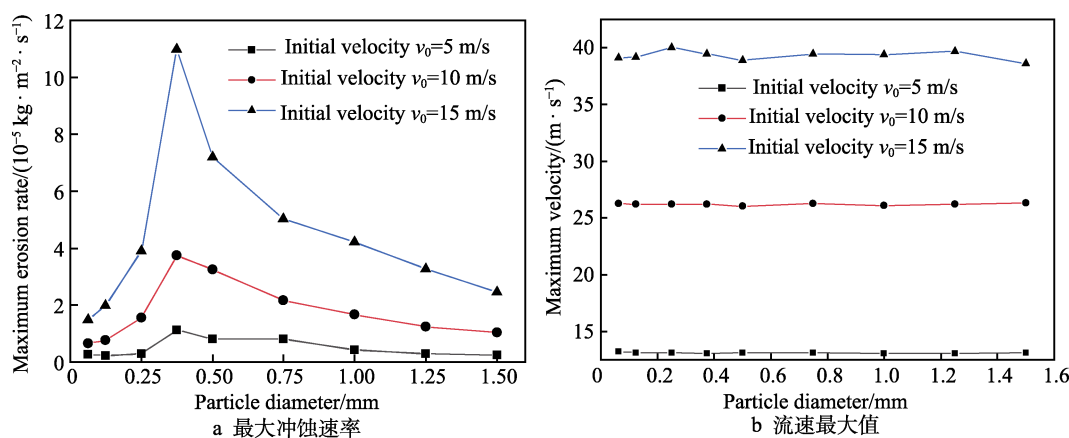 12
10
8
6
4
2
0
Maximum erosion rate/(10⁻⁵ kg · m⁻² · s⁻¹)
Initial velocity v₀=5 m/s
Initial velocity v₀=10 m/s
Initial velocity v₀=15 m/s
0 0.25 0.50 0.75 1.00 1.25 1.50
Particle diameter/mm
a 最大冲蚀速率
40
35
30
25
20
15
Maximum velocity/(m · s⁻¹)
Initial velocity v₀=5 m/s
Initial velocity v₀=10 m/s
Initial velocity v₀=15 m/s
0 0.2 0.4 0.6 0.8 1.0 1.2 1.4 1.6
Particle diameter/mm
b 流速最大值